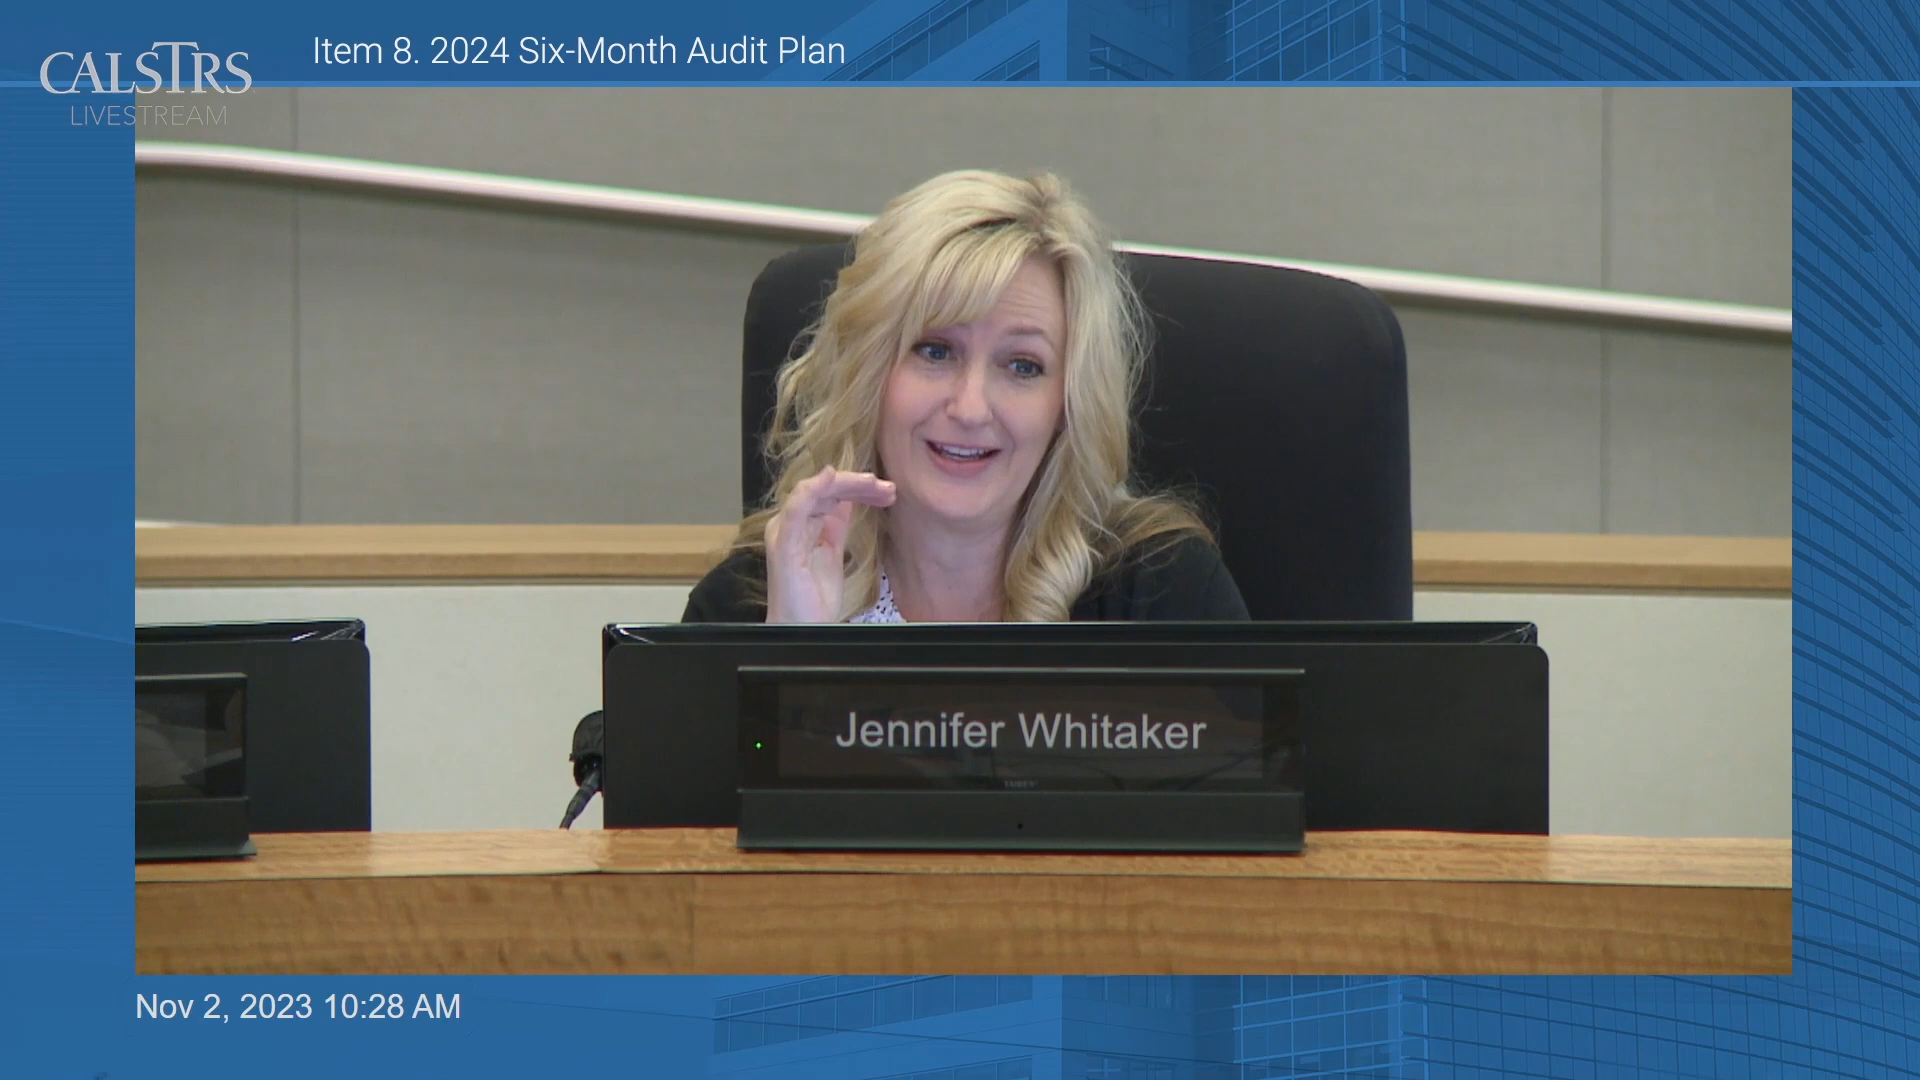 CALSTRS
LIVESTREAM
Item 8. 2024 Six-Month Audit Plan
Jennifer Whitaker
Nov 2, 2023 10:28 AM